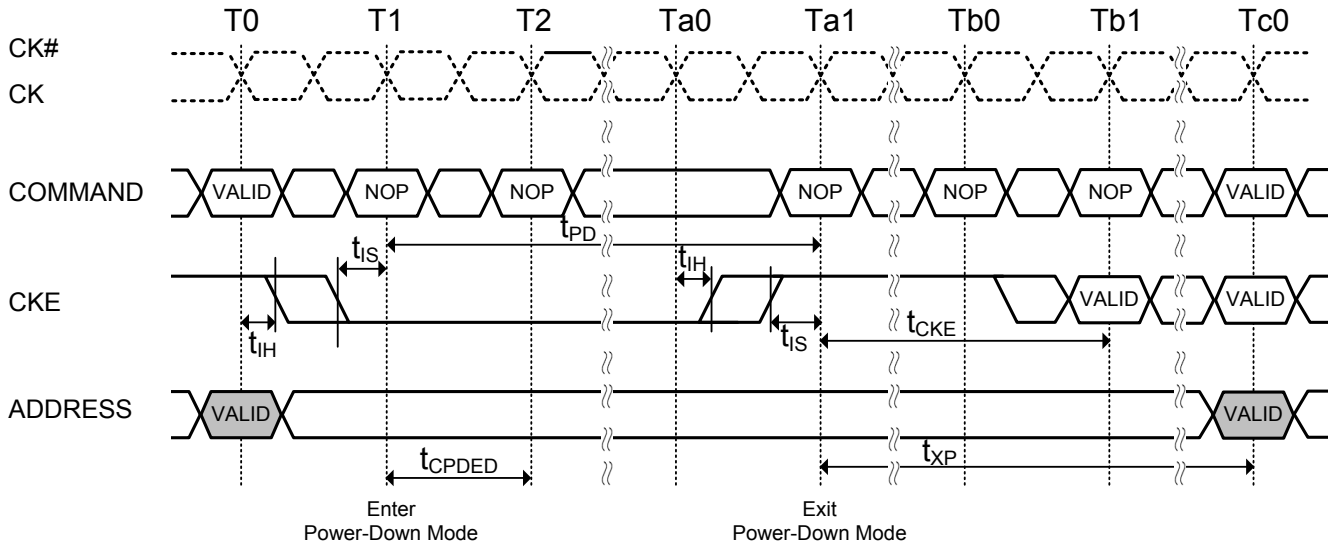 T0 T1 T2 Ta0 Ta1 Tb0 Tb1 Tc0
CK#
CK
COMMAND VALID NOP NOP NOP NOP NOP VALID
tPD
tIS tIH
CKE VALID VALID
tIH tIS tCKE
ADDRESS VALID VALID
tCPDED tXP
Enter
Power-Down Mode
Exit
Power-Down Mode